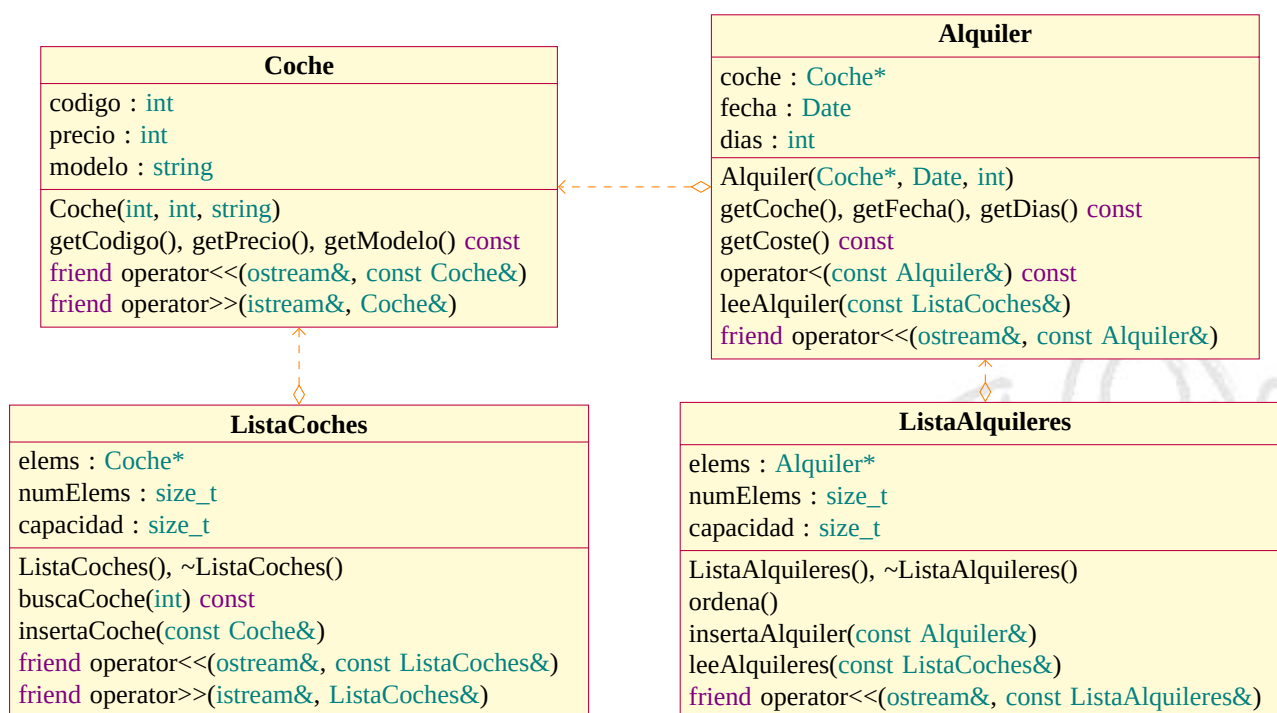 Coche
codigo : int
precio : int
modelo : string
Coche(int, int, string)
getCodigo(), getPrecio(), getModelo() const
friend operator<<(ostream&, const Coche&)
friend operator>>(istream&, Coche&)
Alquiler
coche : Coche*
fecha : Date
dias : int
Alquiler(Coche*, Date, int)
getCoche(), getFecha(), getDias() const
getCoste() const
operator<(const Alquiler&) const
leeAlquiler(const ListaCoches&)
friend operator<<(ostream&, const Alquiler&)
ListaCoches
elems : Coche*
numElems : size_t
capacidad : size_t
ListaCoches(), ~ListaCoches()
buscaCoche(int) const
insertaCoche(const Coche&)
friend operator<<(ostream&, const ListaCoches&)
friend operator>>(istream&, ListaCoches&)
ListaAlquileres
elems : Alquiler*
numElems : size_t
capacidad : size_t
ListaAlquileres(), ~ListaAlquileres()
ordena()
insertaAlquiler(const Alquiler&)
leeAlquileres(const ListaCoches&)
friend operator<<(ostream&, const ListaAlquileres&)